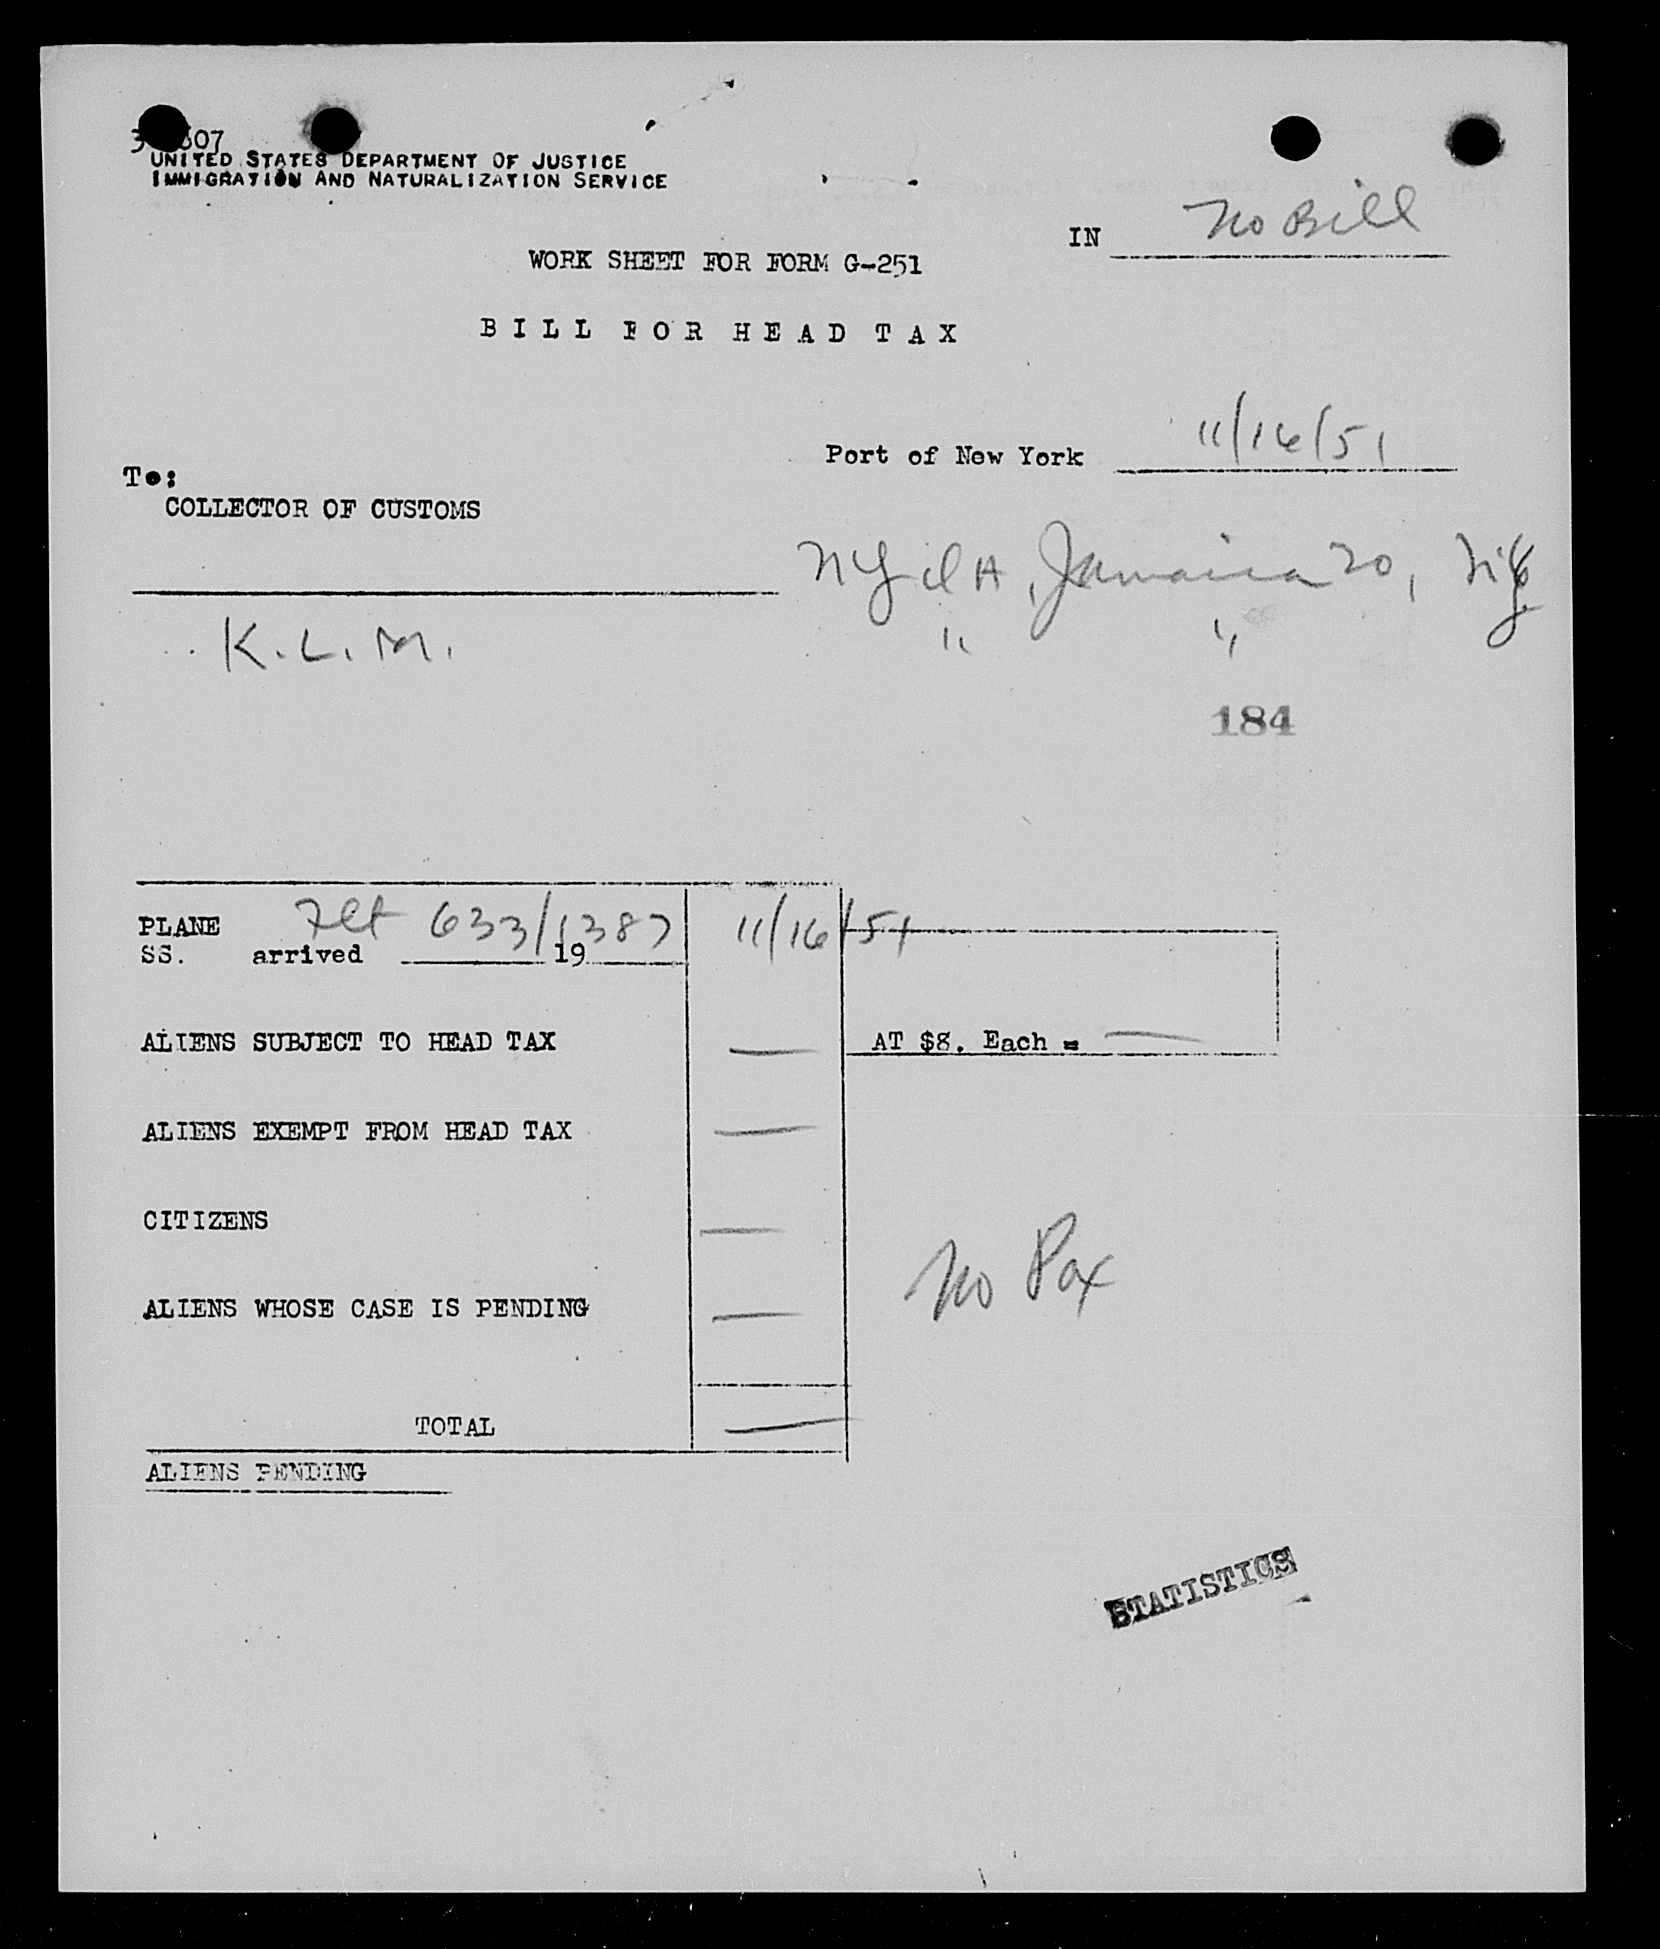 UNITED STATES DEPARTMENT OF JUSTICE
IMMIGRATION AND NATURALIZATION SERVICE
IN No Bill
WORK SHEET FOR FORM G-251
BILL FOR HEAD TAX
Port of New York 11/16/51
To:
COLLECTOR OF CUSTOMS
NYIA, Jamaica 20, NY
K.L.M. " "
184
PLANE Flt 633/1387 11/16/51
SS. arrived 19
ALIENS SUBJECT TO HEAD TAX — AT $8. Each = —
ALIENS EXEMPT FROM HEAD TAX —
CITIZENS —
No Pax
ALIENS WHOSE CASE IS PENDING —
TOTAL —
ALIENS PENDING
STATISTICS